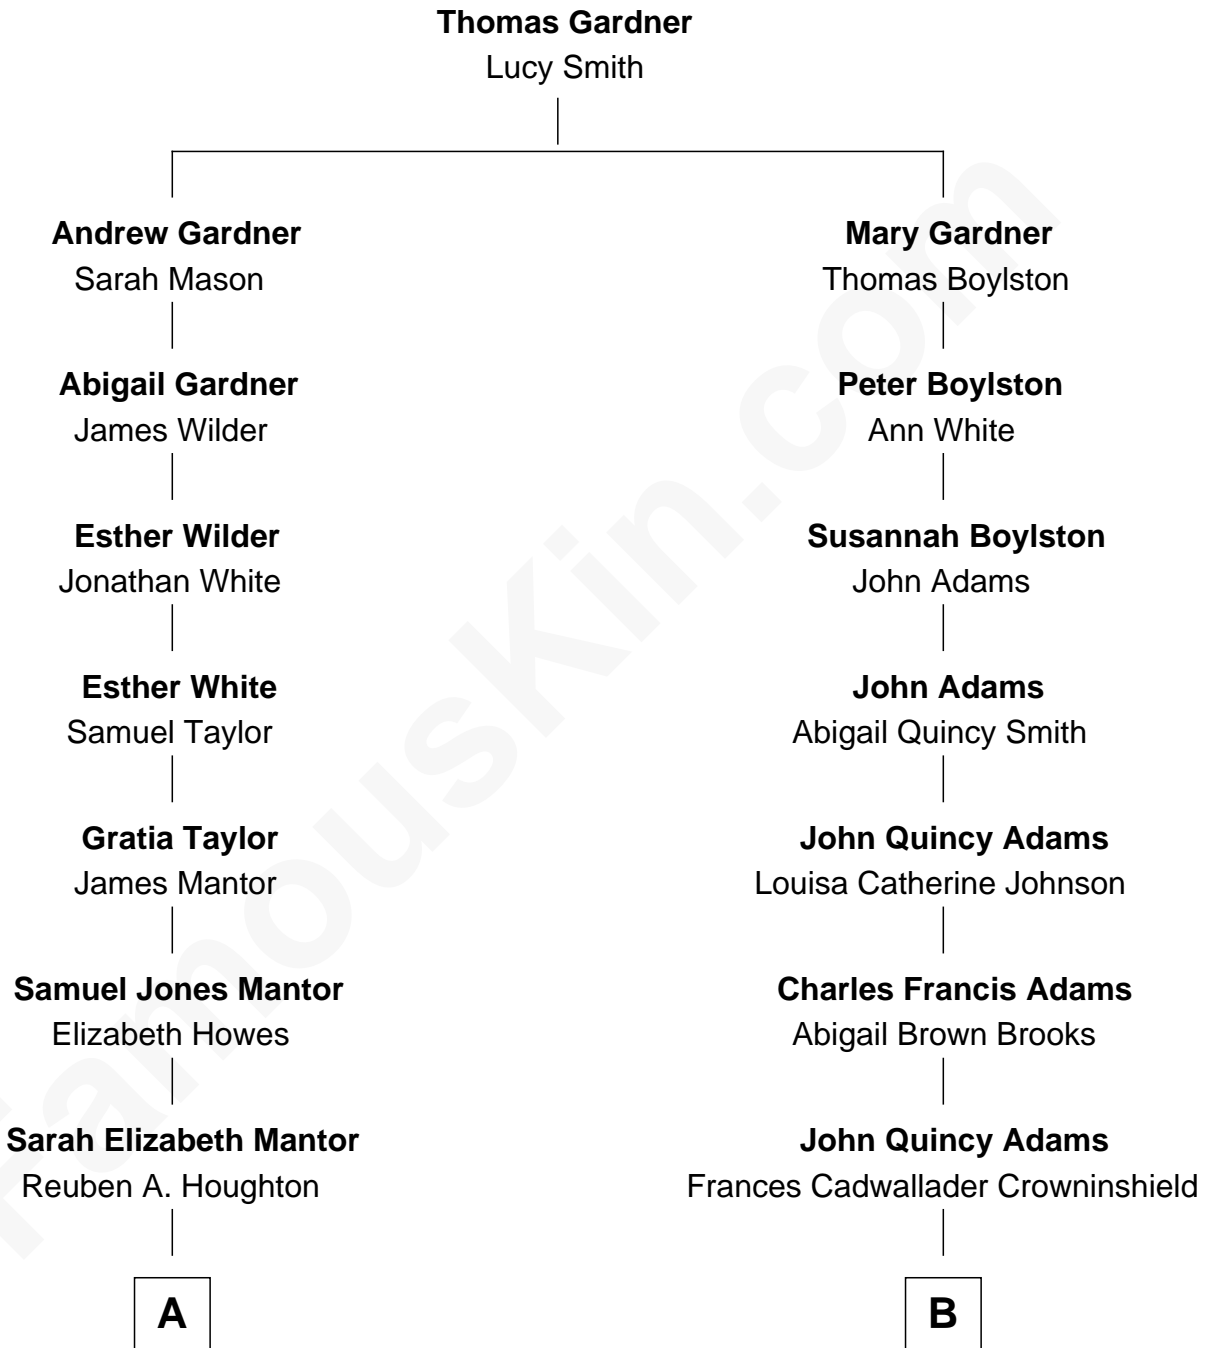 Thomas Gardner
Lucy Smith
Andrew Gardner
Sarah Mason
Abigail Gardner
James Wilder
Esther Wilder
Jonathan White
Esther White
Samuel Taylor
Gratia Taylor
James Mantor
Samuel Jones Mantor
Elizabeth Howes
Sarah Elizabeth Mantor
Reuben A. Houghton
A
Mary Gardner
Thomas Boylston
Peter Boylston
Ann White
Susannah Boylston
John Adams
John Adams
Abigail Quincy Smith
John Quincy Adams
Louisa Catherine Johnson
Charles Francis Adams
Abigail Brown Brooks
John Quincy Adams
Frances Cadwallader Crowninshield
B
FamousKin.com